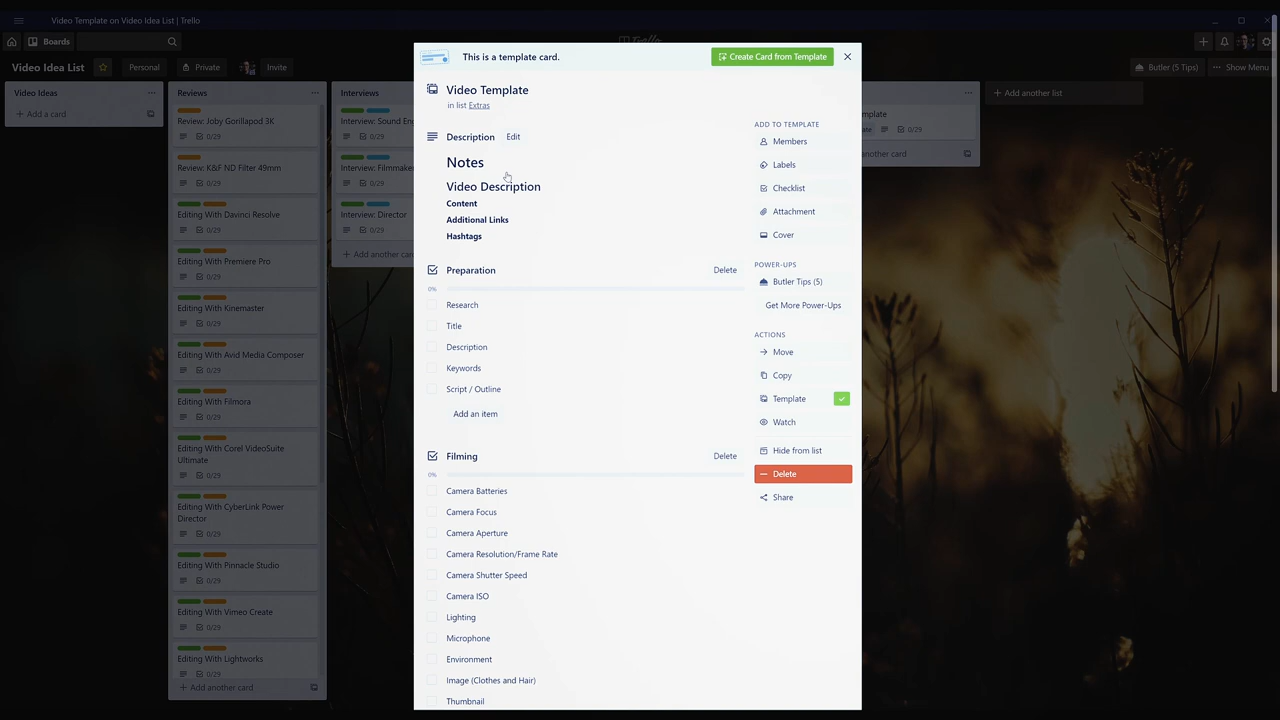 Video Template on Video Idea List | Trello
Boards
Trello
Video Idea List
Personal
Private
Invite
Butler (5 Tips)
Show Menu
Video Ideas
Add a card
Reviews
Review: Joby Gorillapod 3K
0/29
Review: K&F ND Filter 49mm
0/29
Editing With Davinci Resolve
0/29
Editing With Premiere Pro
0/29
Editing With Kinemaster
0/29
Editing With Avid Media Composer
0/29
Editing With Filmora
0/29
Editing With Corel VideoSuite
Ultimate
0/29
Editing With CyberLink Power
Director
0/29
Editing With Pinnacle Studio
0/29
Editing With Vimeo Create
0/29
Editing With Lightworks
0/29
Add another card
Interviews
Interview: Sound En
0/29
Interview: Filmmaker
0/29
Interview: Director
0/29
Add another car
This is a template card.
Create Card from Template
Video Template
in list Extras
Description
Edit
Notes
Video Description
Content
Additional Links
Hashtags
Preparation
Delete
0%
Research
Title
Description
Keywords
Script / Outline
Add an item
Filming
Delete
0%
Camera Batteries
Camera Focus
Camera Aperture
Camera Resolution/Frame Rate
Camera Shutter Speed
Camera ISO
Lighting
Microphone
Environment
Image (Clothes and Hair)
Thumbnail
ADD TO TEMPLATE
Members
Labels
Checklist
Attachment
Cover
POWER-UPS
Butler Tips (5)
Get More Power-Ups
ACTIONS
Move
Copy
Template
Watch
Hide from list
Delete
Share
mplate
0/29
other card
Add another list